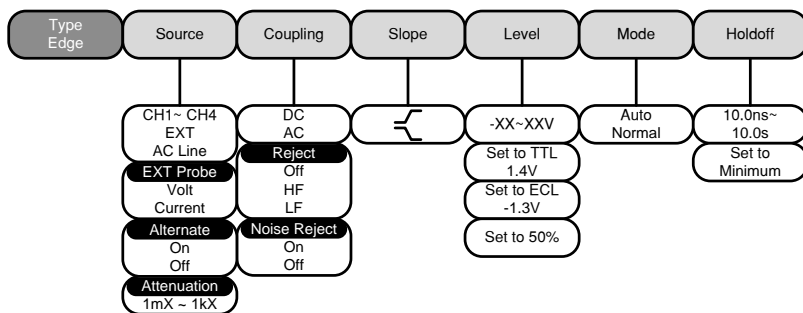 Type
Edge
Source
Coupling
Slope
Level
Mode
Holdoff
CH1~ CH4
EXT
AC Line
EXT Probe
Volt
Current
Alternate
On
Off
Attenuation
1mX ~ 1kX
DC
AC
Reject
Off
HF
LF
Noise Reject
On
Off
-XX~XXV
Set to TTL
1.4V
Set to ECL
-1.3V
Set to 50%
Auto
Normal
10.0ns~
10.0s
Set to
Minimum